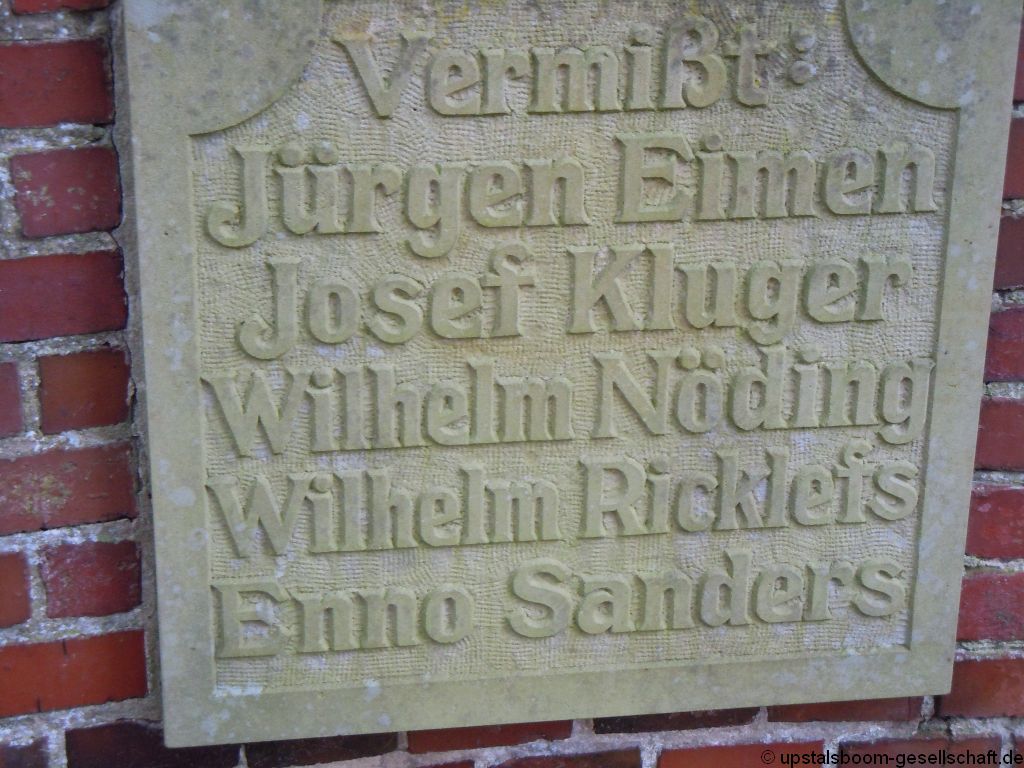 Vermißt:
Jürgen Eimen
Josef Kluger
Wilhelm Nöding
Wilhelm Ricklefs
Enno Sanders
© upstalsboom-gesellschaft.de